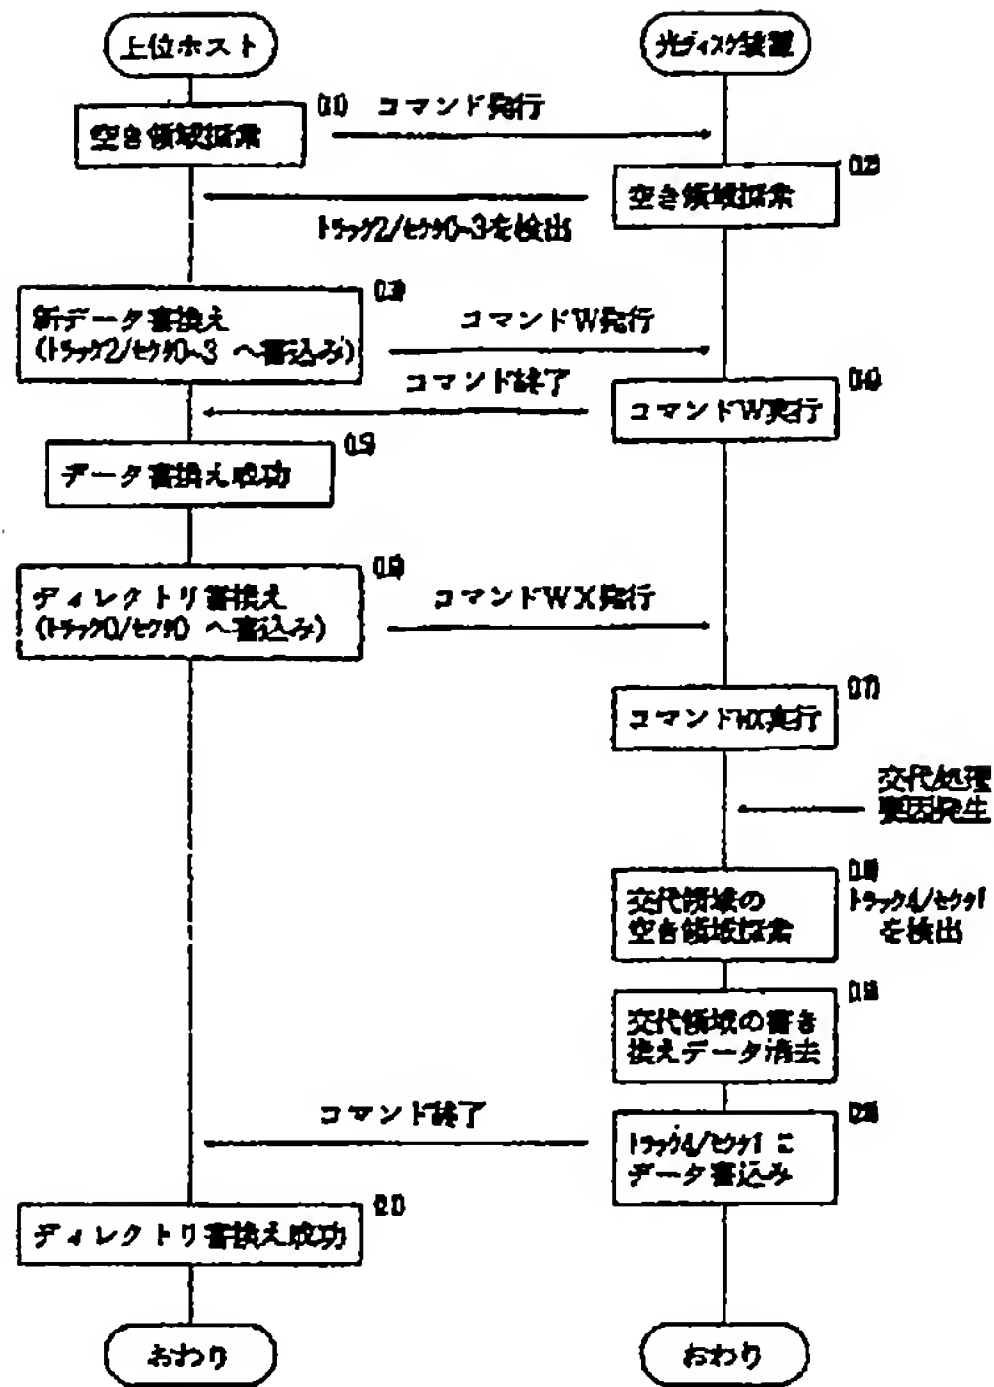 上位ホスト
光ディスク装置
空き領域探索
コマンド発行
空き領域探索
トラック2/セクタ0~3を検出
新データ書換え
(トラック2/セクタ0~3 へ書込み)
コマンドW発行
コマンド終了
コマンドW実行
データ書換え成功
ディレクトリ書換え
(トラック0/セクタ0 へ書込み)
コマンドWX発行
コマンドWX実行
交代処理
要因発生
交代領域の
空き領域探索
トラック4/セクタ1
を検出
交代領域の書き
換えデータ消去
コマンド終了
トラック4/セクタ1 に
データ書込み
ディレクトリ書換え成功
おわり
おわり